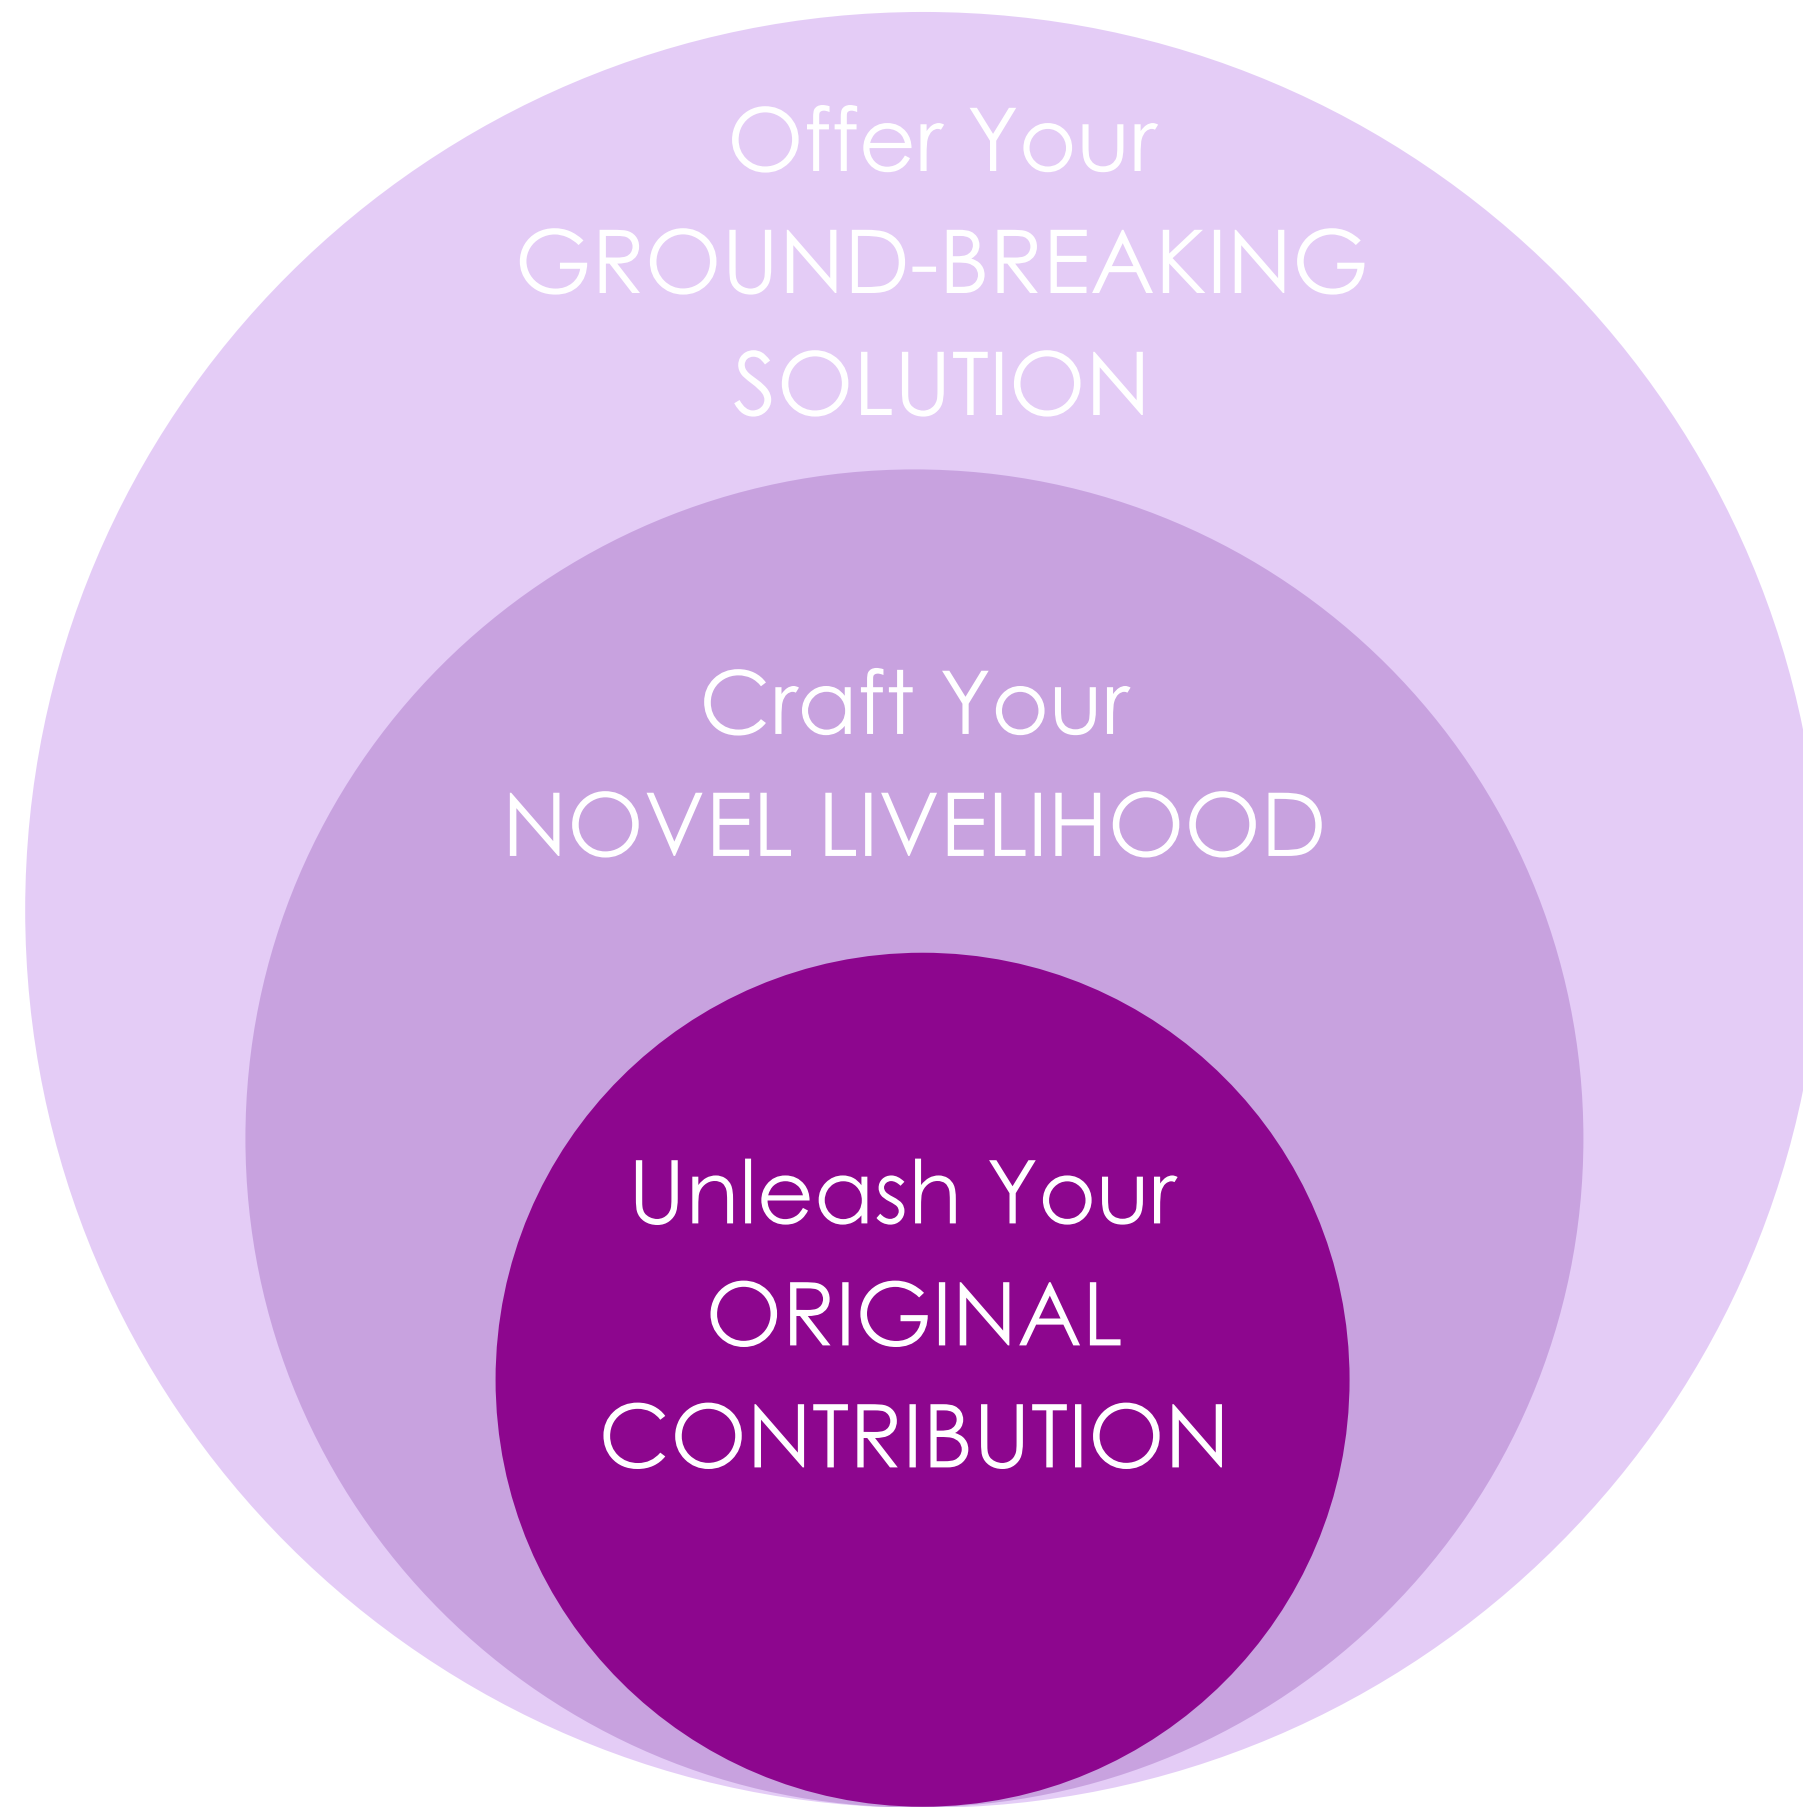 Offer Your
GROUND-BREAKING
SOLUTION
Craft Your
NOVEL LIVELIHOOD
Unleash Your
ORIGINAL
CONTRIBUTION